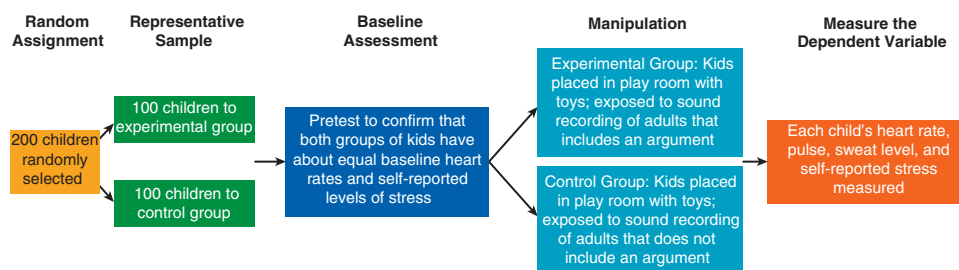 Random
Assignment
Representative
Sample
Baseline
Assessment
Manipulation
Measure the
Dependent Variable
200 children
randomly
selected
100 children to
experimental group
100 children to
control group
Pretest to confirm that
both groups of kids have
about equal baseline heart
rates and self-reported
levels of stress
Experimental Group: Kids
placed in play room with
toys; exposed to sound
recording of adults that
includes an argument
Control Group: Kids placed
in play room with toys;
exposed to sound recording
of adults that does not
include an argument
Each child's heart rate,
pulse, sweat level, and
self-reported stress
measured